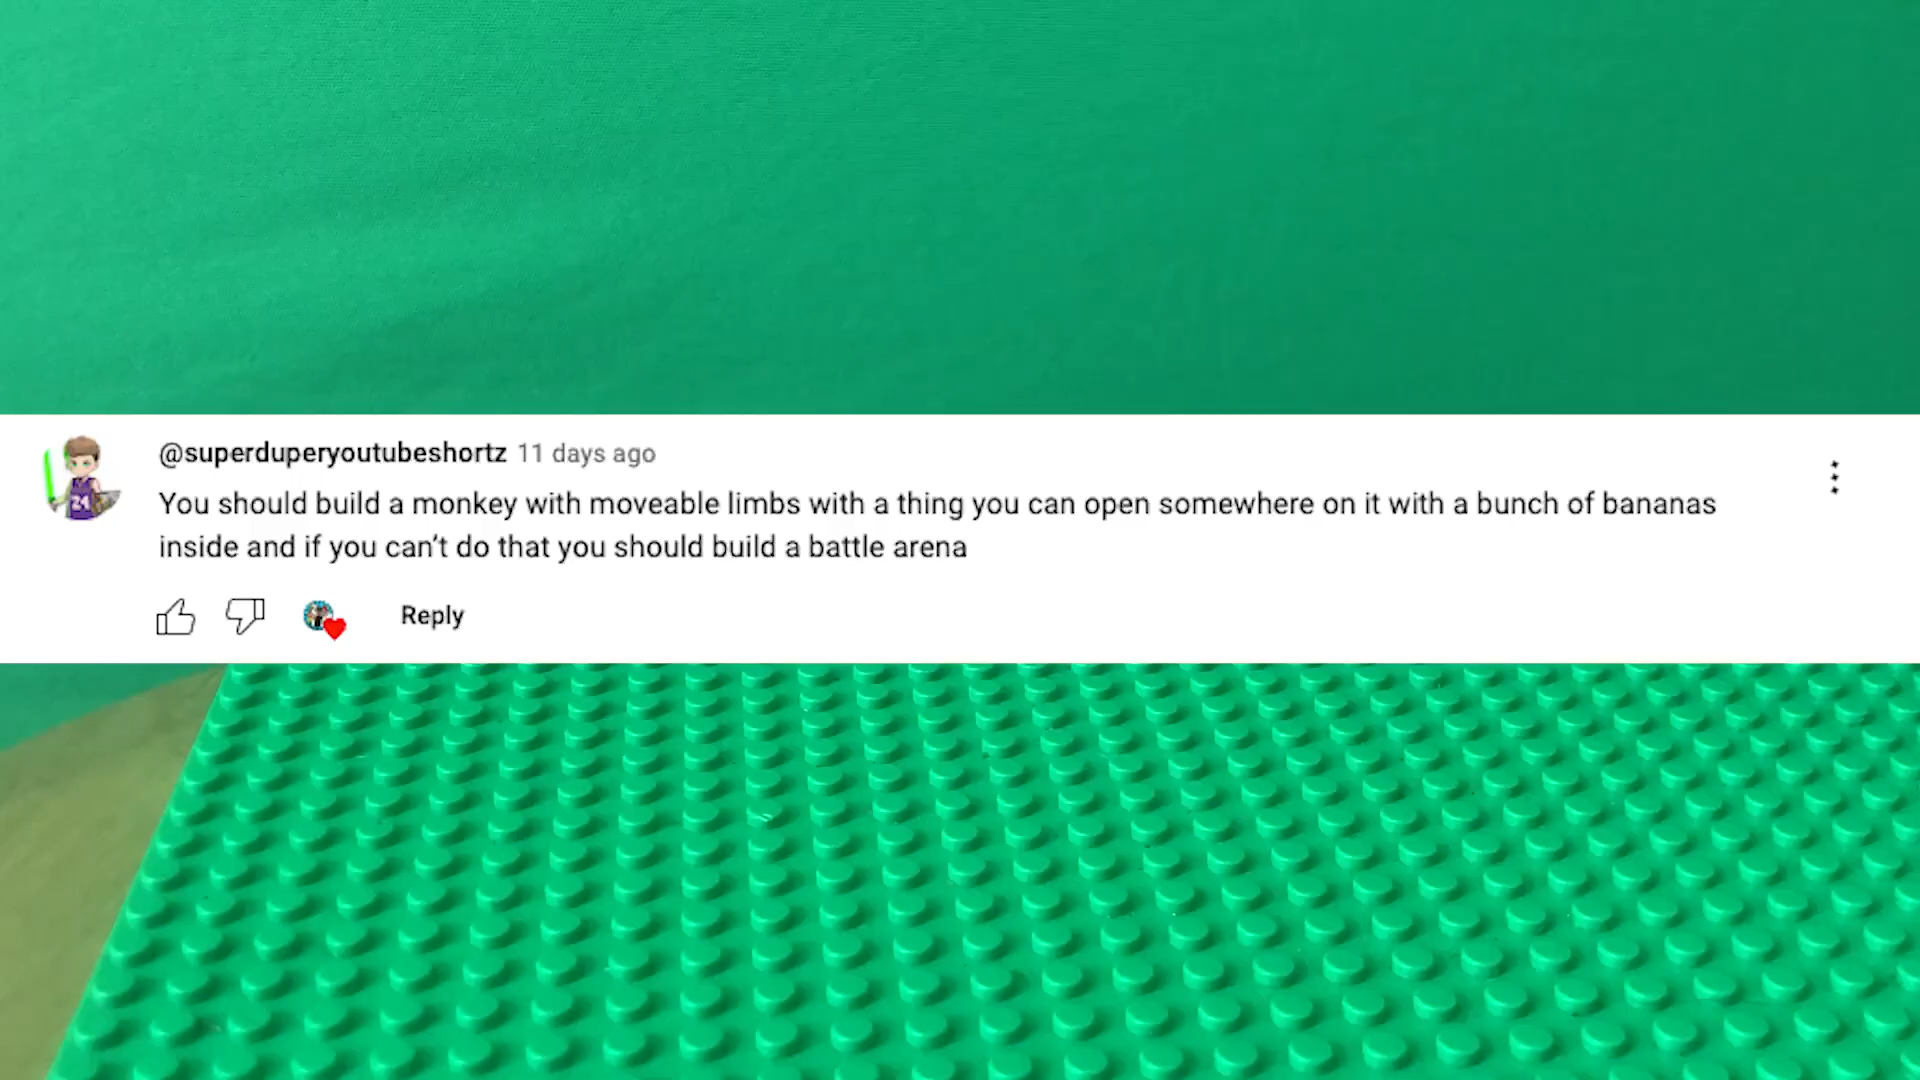 @superduperyoutubeshortz 11 days ago
You should build a monkey with moveable limbs with a thing you can open somewhere on it with a bunch of bananas
inside and if you can’t do that you should build a battle arena
Reply
24